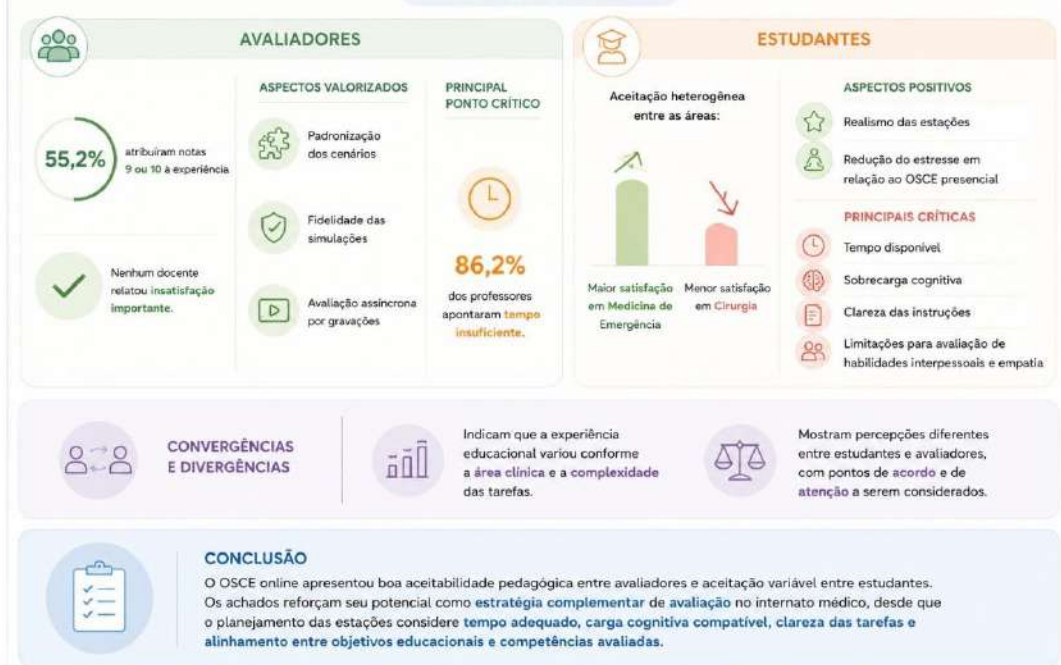 AVALIADORES
55,2%
atribuíram notas
9 ou 10 à experiência
Nenhum docente
relatou insatisfação
importante.
ASPECTOS VALORIZADOS
Padronização
dos cenários
Fidelidade das
simulações
Avaliação assíncrona
por gravações
PRINCIPAL
PONTO CRÍTICO
86,2%
dos professores
apontaram tempo
insuficiente.
ESTUDANTES
Aceitação heterogênea
entre as áreas:
Maior satisfação
em Medicina de
Emergência
Menor satisfação
em Cirurgia
ASPECTOS POSITIVOS
Realismo das estações
Redução do estresse em
relação ao OSCE presencial
PRINCIPAIS CRÍTICAS
Tempo disponível
Sobrecarga cognitiva
Clareza das instruções
Limitações para avaliação de
habilidades interpessoais e empatia
CONVERGÊNCIAS
E DIVERGÊNCIAS
Indicam que a experiência
educacional variou conforme
a área clínica e a complexidade
das tarefas.
Mostram percepções diferentes
entre estudantes e avaliadores,
com pontos de acordo e de
atenção a serem considerados.
CONCLUSÃO
O OSCE online apresentou boa aceitabilidade pedagógica entre avaliadores e aceitação variável entre estudantes.
Os achados reforçam seu potencial como estratégia complementar de avaliação no internato médico, desde que
o planejamento das estações considere tempo adequado, carga cognitiva compatível, clareza das tarefas e
alinhamento entre objetivos educacionais e competências avaliadas.